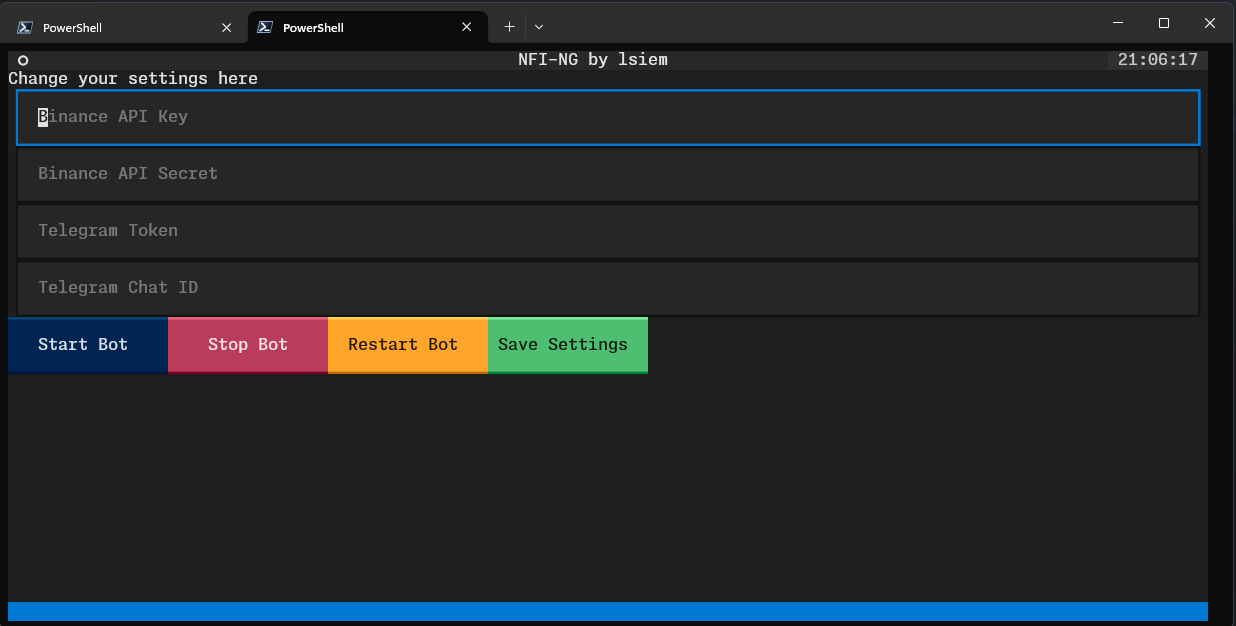 PowerShell
PowerShell
NFI-NG by lsiem 21:06:17
Change your settings here
Binance API Key
Binance API Secret
Telegram Token
Telegram Chat ID
Start Bot Stop Bot Restart Bot Save Settings